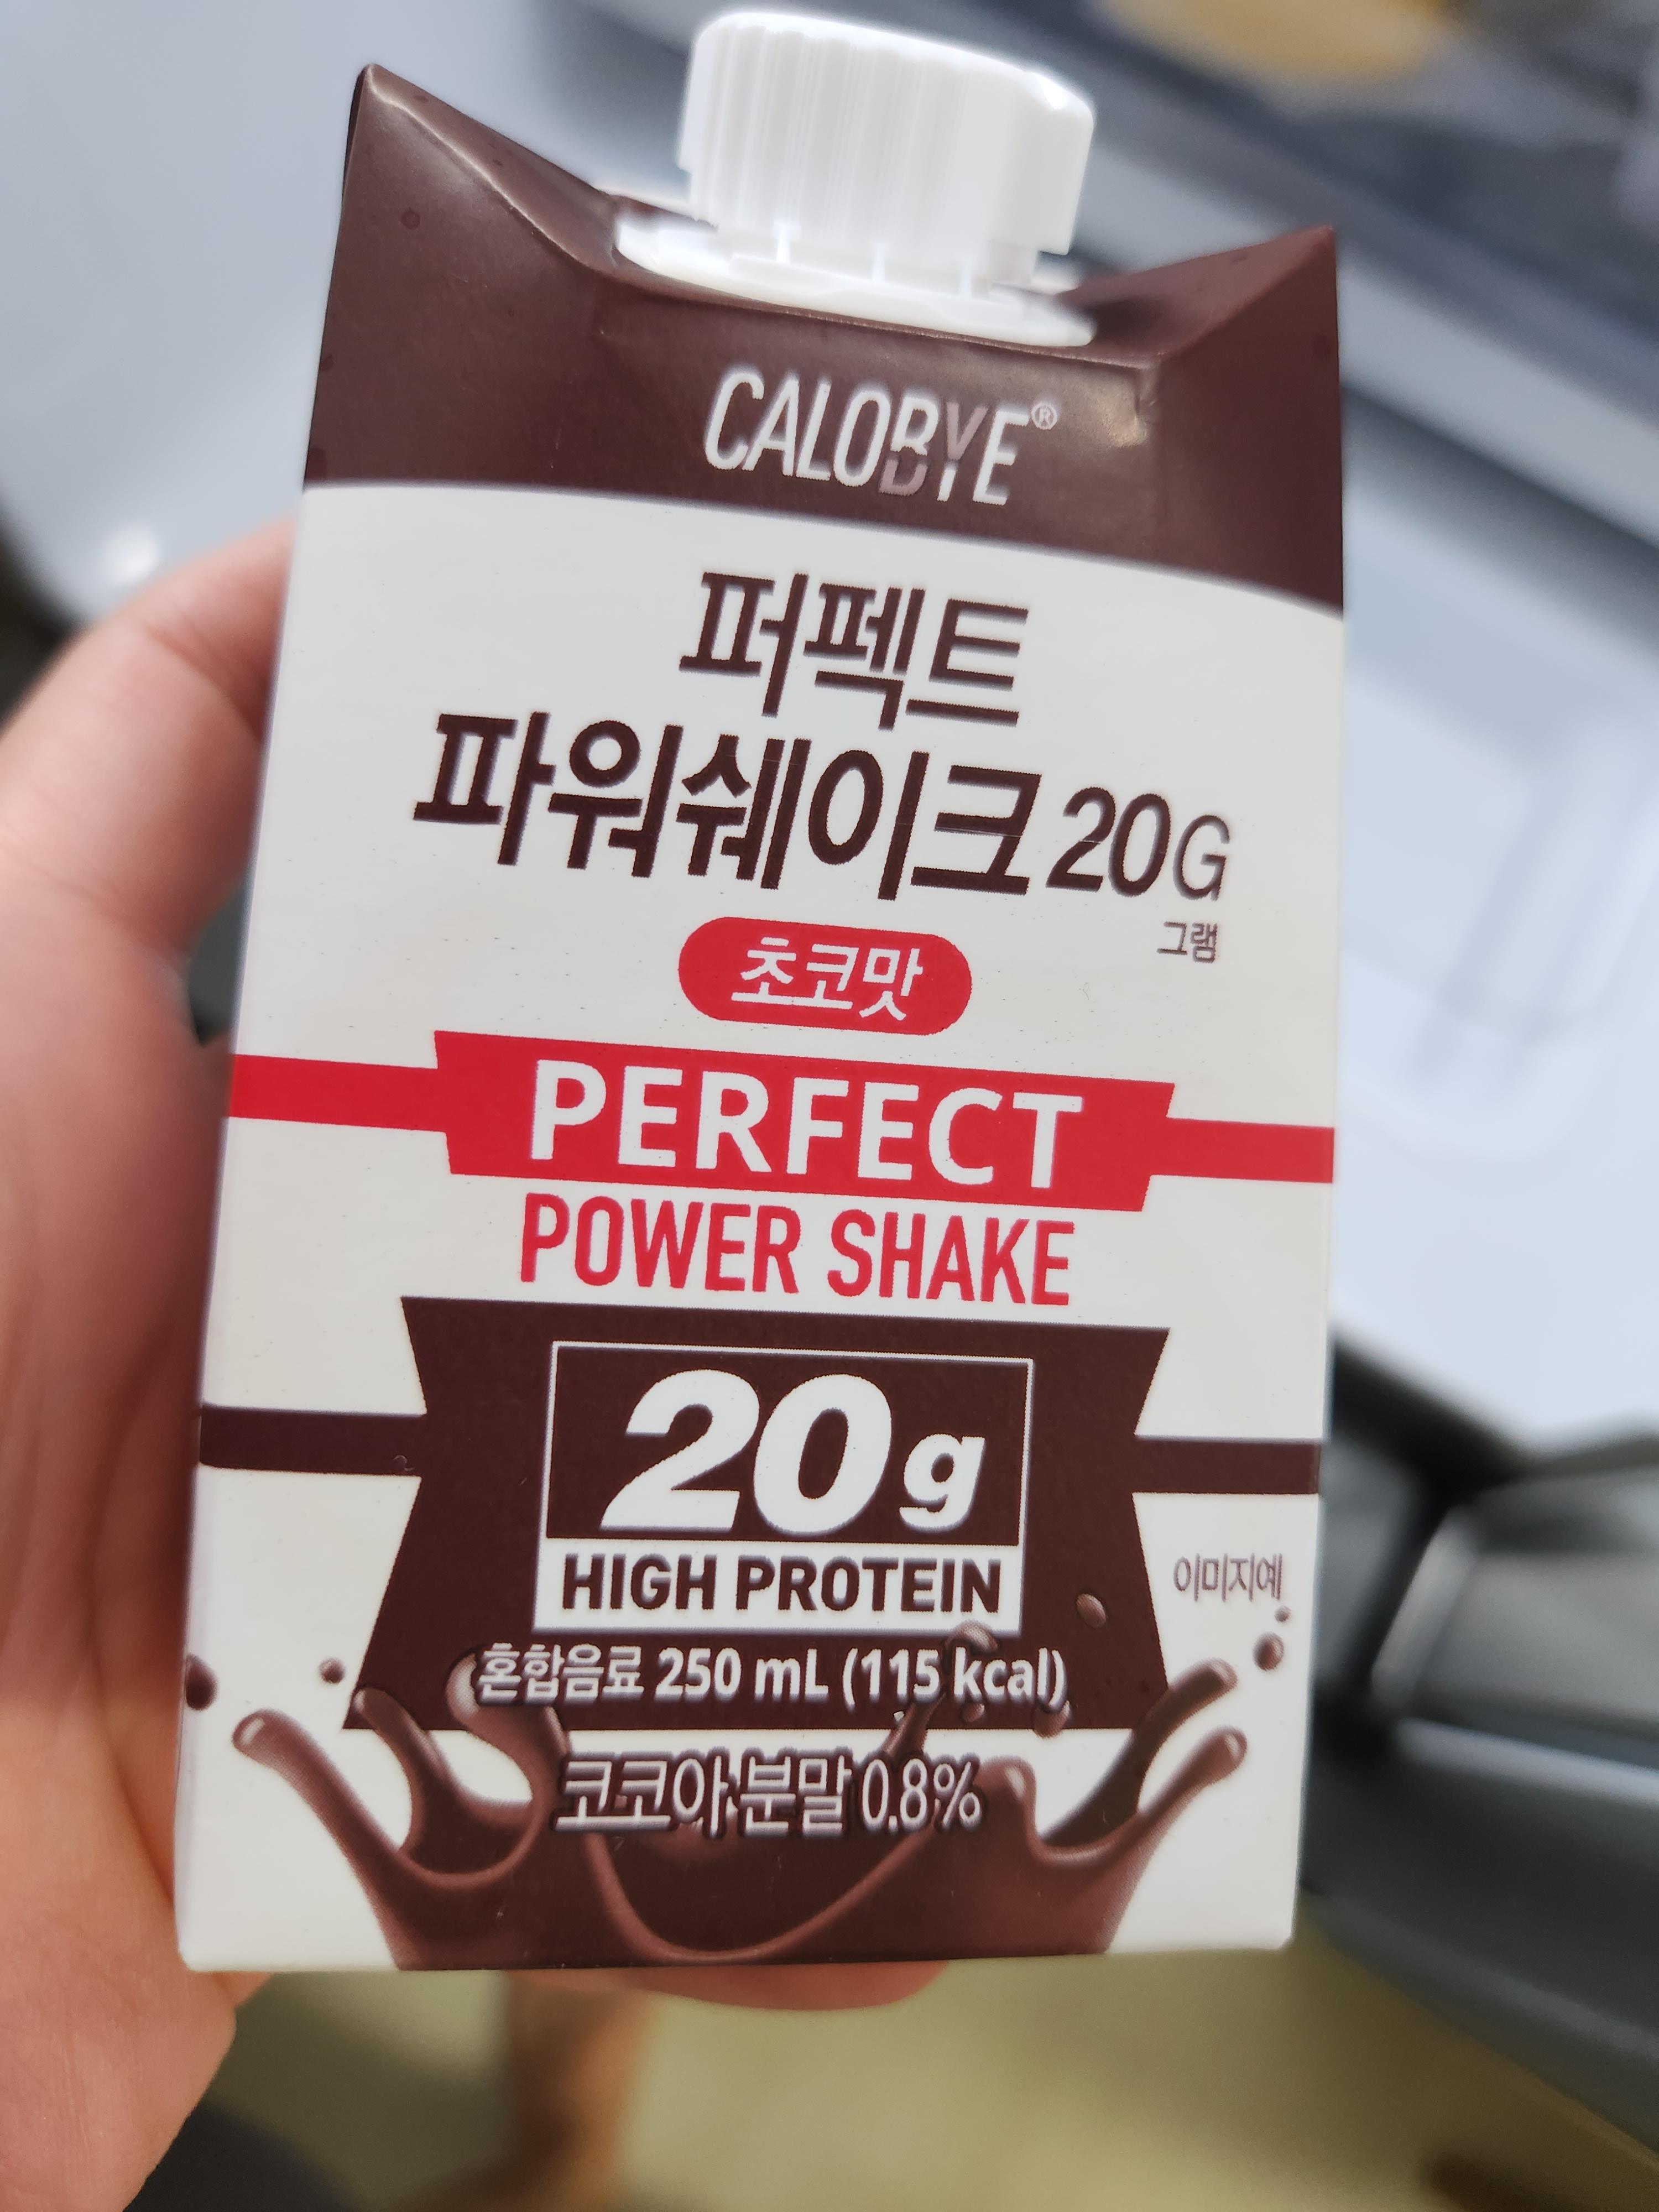 CALOBYE®
퍼펙트
파워쉐이크 20G
그램
초코맛
PERFECT
POWER SHAKE
20g
HIGH PROTEIN
이미지예
혼합음료 250 mL (115 kcal)
코코아분말 0.8%